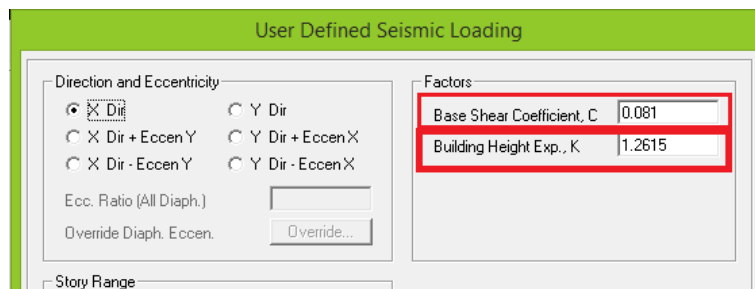 User Defined Seismic Loading
Direction and Eccentricity
X Dir
Y Dir
X Dir + Eccen Y
Y Dir + Eccen X
X Dir - Eccen Y
Y Dir - Eccen X
Ecc. Ratio (All Diaph.)
Override Diaph. Eccen.
Override...
Factors
Base Shear Coefficient, C
0.081
Building Height Exp., K
1.2615
Story Range